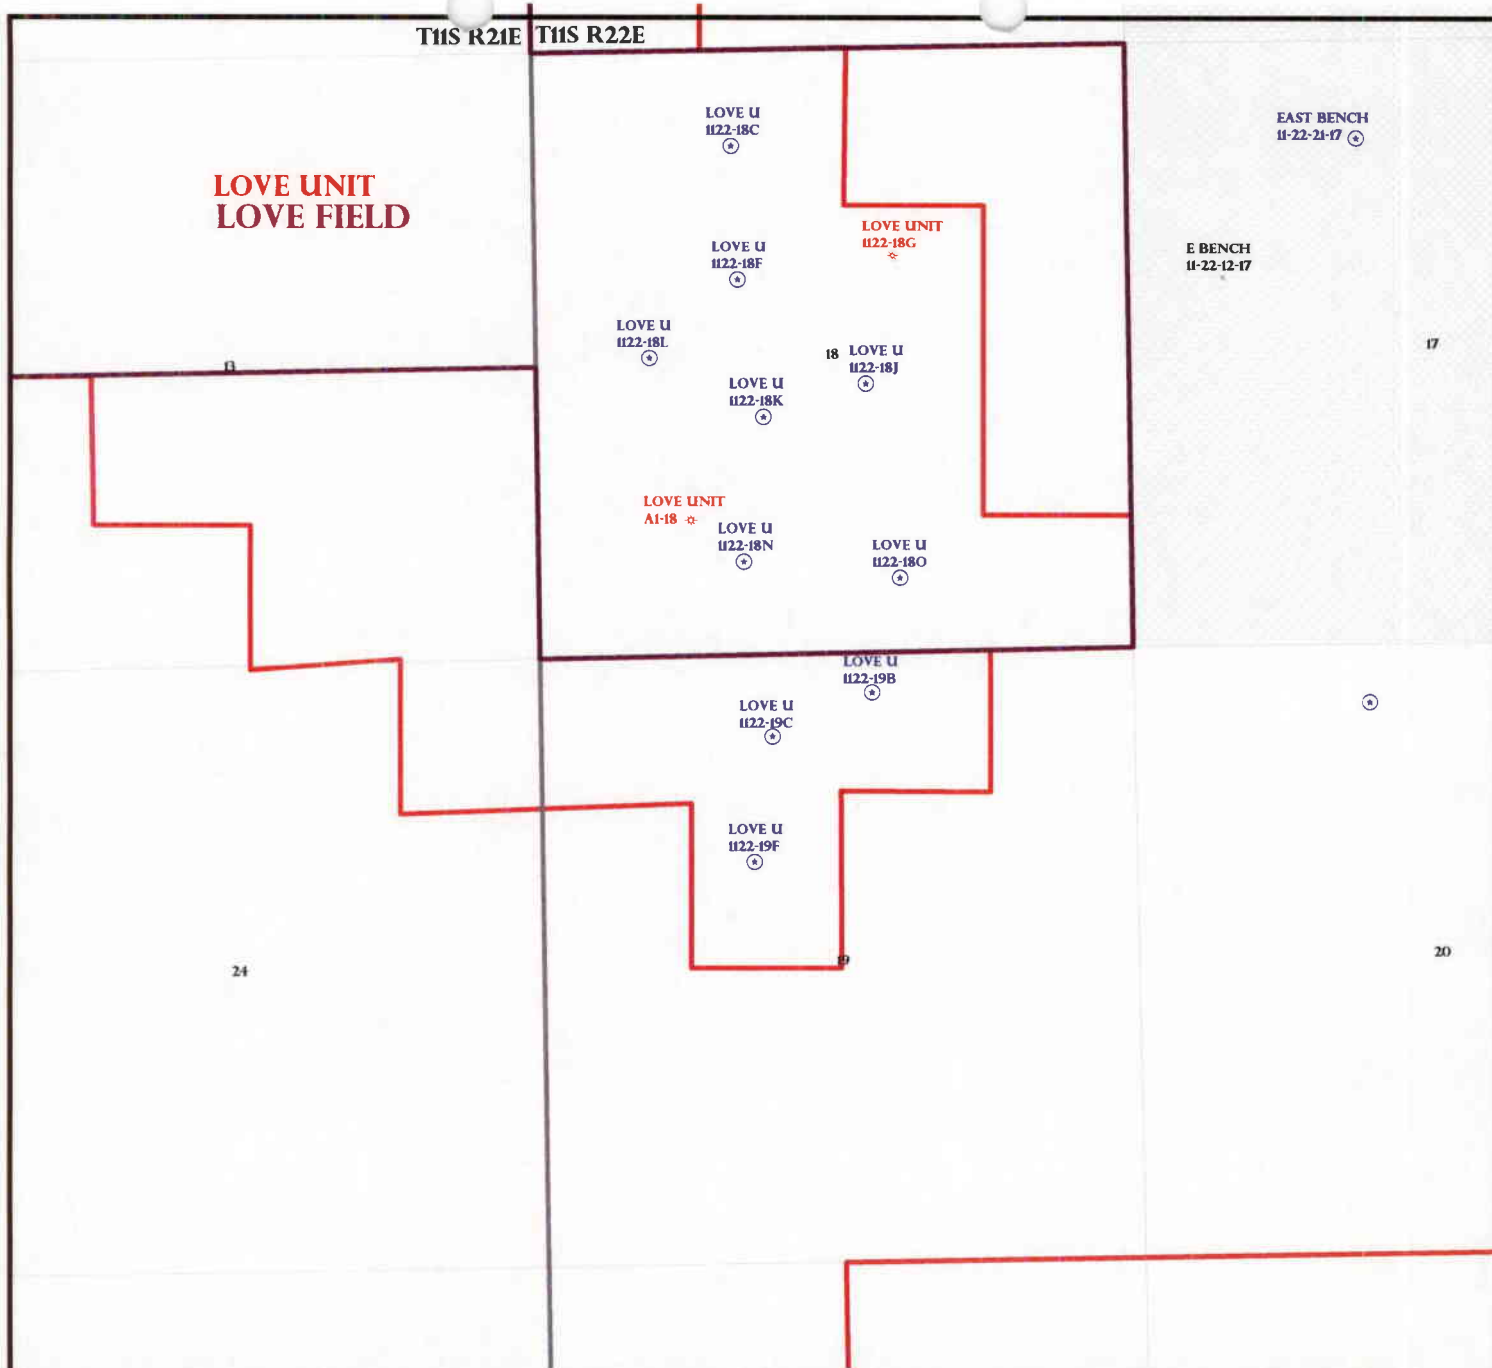 T11S R21E
T11S R22E
LOVE UNIT
LOVE FIELD
LOVE U
1122-18C
EAST BENCH
11-22-21-17
LOVE UNIT
1122-18G
LOVE U
1122-18F
E BENCH
11-22-12-17
LOVE U
1122-18L
18
LOVE U
1122-18J
17
13
LOVE U
1122-18K
LOVE UNIT
A1-18
LOVE U
1122-18N
LOVE U
1122-18O
LOVE U
1122-19B
LOVE U
1122-19C
LOVE U
1122-19F
24
19
20